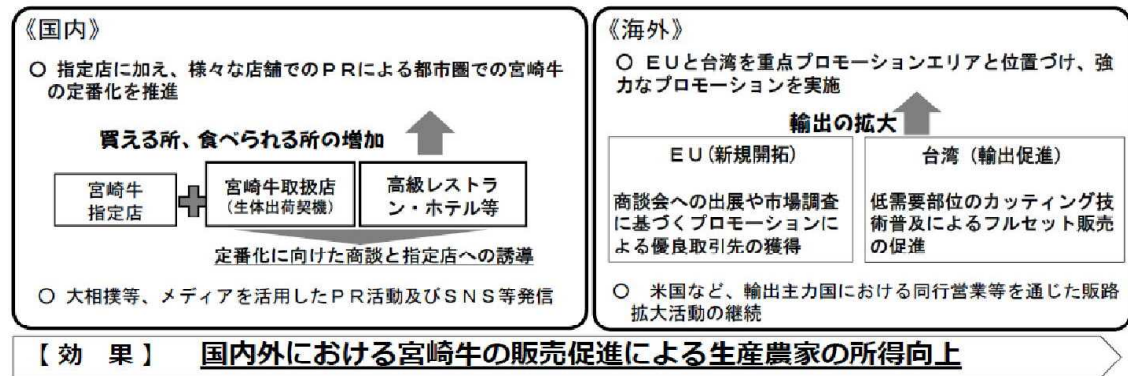 《国内》
○ 指定店に加え、様々な店舗でのPRによる都市圏での宮崎牛
の定番化を推進
買える所、食べられる所の増加
宮崎牛
指定店
宮崎牛取扱店
(生体出荷契機)
高級レストラ
ン・ホテル等
定番化に向けた商談と指定店への誘導
○ 大相撲等、メディアを活用したPR活動及びSNS等発信
《海外》
○ EUと台湾を重点プロモーションエリアと位置づけ、強
力なプロモーションを実施
輸出の拡大
EU(新規開拓)
商談会への出展や市場調査
に基づくプロモーションに
よる優良取引先の獲得
台湾(輸出促進)
低需要部位のカッティング技
術普及によるフルセット販売
の促進
○ 米国など、輸出主力国における同行営業等を通じた販路
拡大活動の継続
【効 果】 国内外における宮崎牛の販売促進による生産農家の所得向上